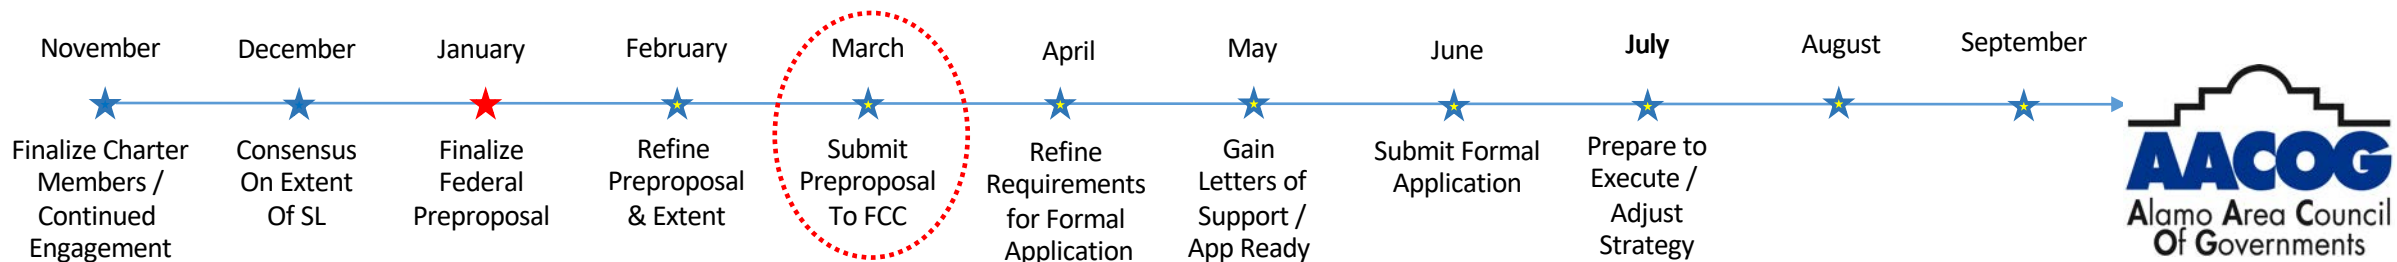 November
Finalize Charter
Members /
Continued
Engagement
December
Consensus
On Extent
Of SL
January
Finalize
Federal
Preproposal
February
Refine
Preproposal
& Extent
March
Submit
Preproposal
To FCC
April
Refine
Requirements
for Formal
Application
May
Gain
Letters of
Support /
App Ready
June
Submit Formal
Application
July
Prepare to
Execute /
Adjust
Strategy
August
September
AACOG
Alamo Area Council
Of Governments